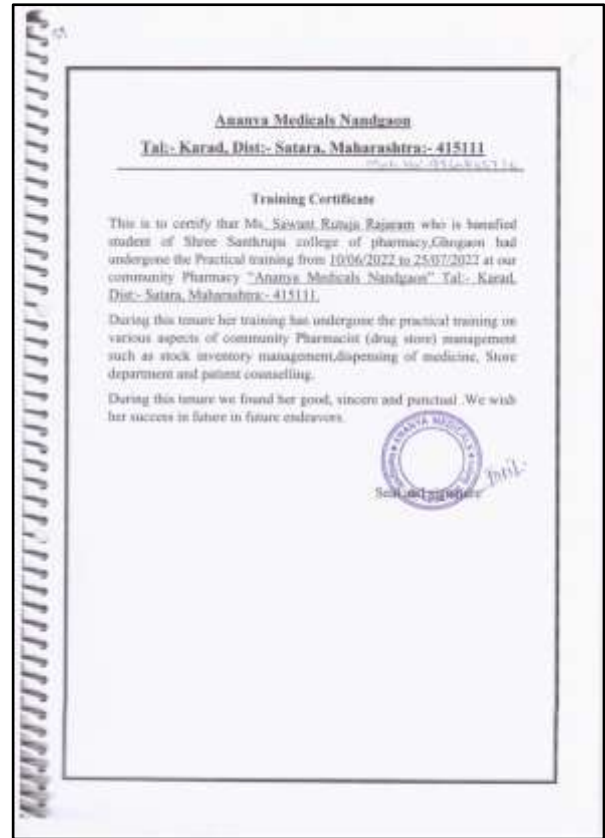 Ananya Medicals Nandgaon
Tal:- Karad, Dist:- Satara, Maharashtra:- 415111
Training Certificate
This is to certify that Ms. Sawant Rutuja Rajaram who is banafied
student of Shree Santkrupa college of pharmacy,Ghogaon had
undergone the Practical training from 10/06/2022 to 25/07/2022 at our
community Pharmacy "Ananya Medicals Nandgaon" Tal:- Karad,
Dist:- Satara, Maharashtra:- 415111.
During this tenure her training has undergone the practical training on
various aspects of community Pharmacist (drug store) management
such as stock inventory management,dispensing of medicine, Store
department and patient counselling.
During this tenure we found her good, sincere and punctual .We wish
her success in future in future endeavors.
ANANYA MEDICALS
Seal and signature